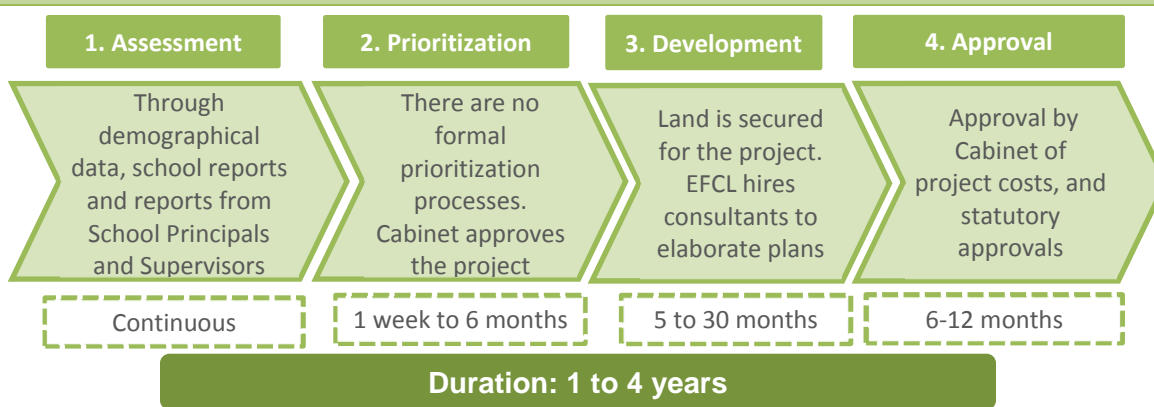 1. Assessment
2. Prioritization
3. Development
4. Approval
Through
demographical
data, school reports
and reports from
School Principals
and Supervisors
There are no
formal
prioritization
processes.
Cabinet approves
the project
Land is secured
for the project.
EFCL hires
consultants to
elaborate plans
Approval by
Cabinet of
project costs, and
statutory
approvals
Continuous
1 week to 6 months
5 to 30 months
6-12 months
Duration: 1 to 4 years